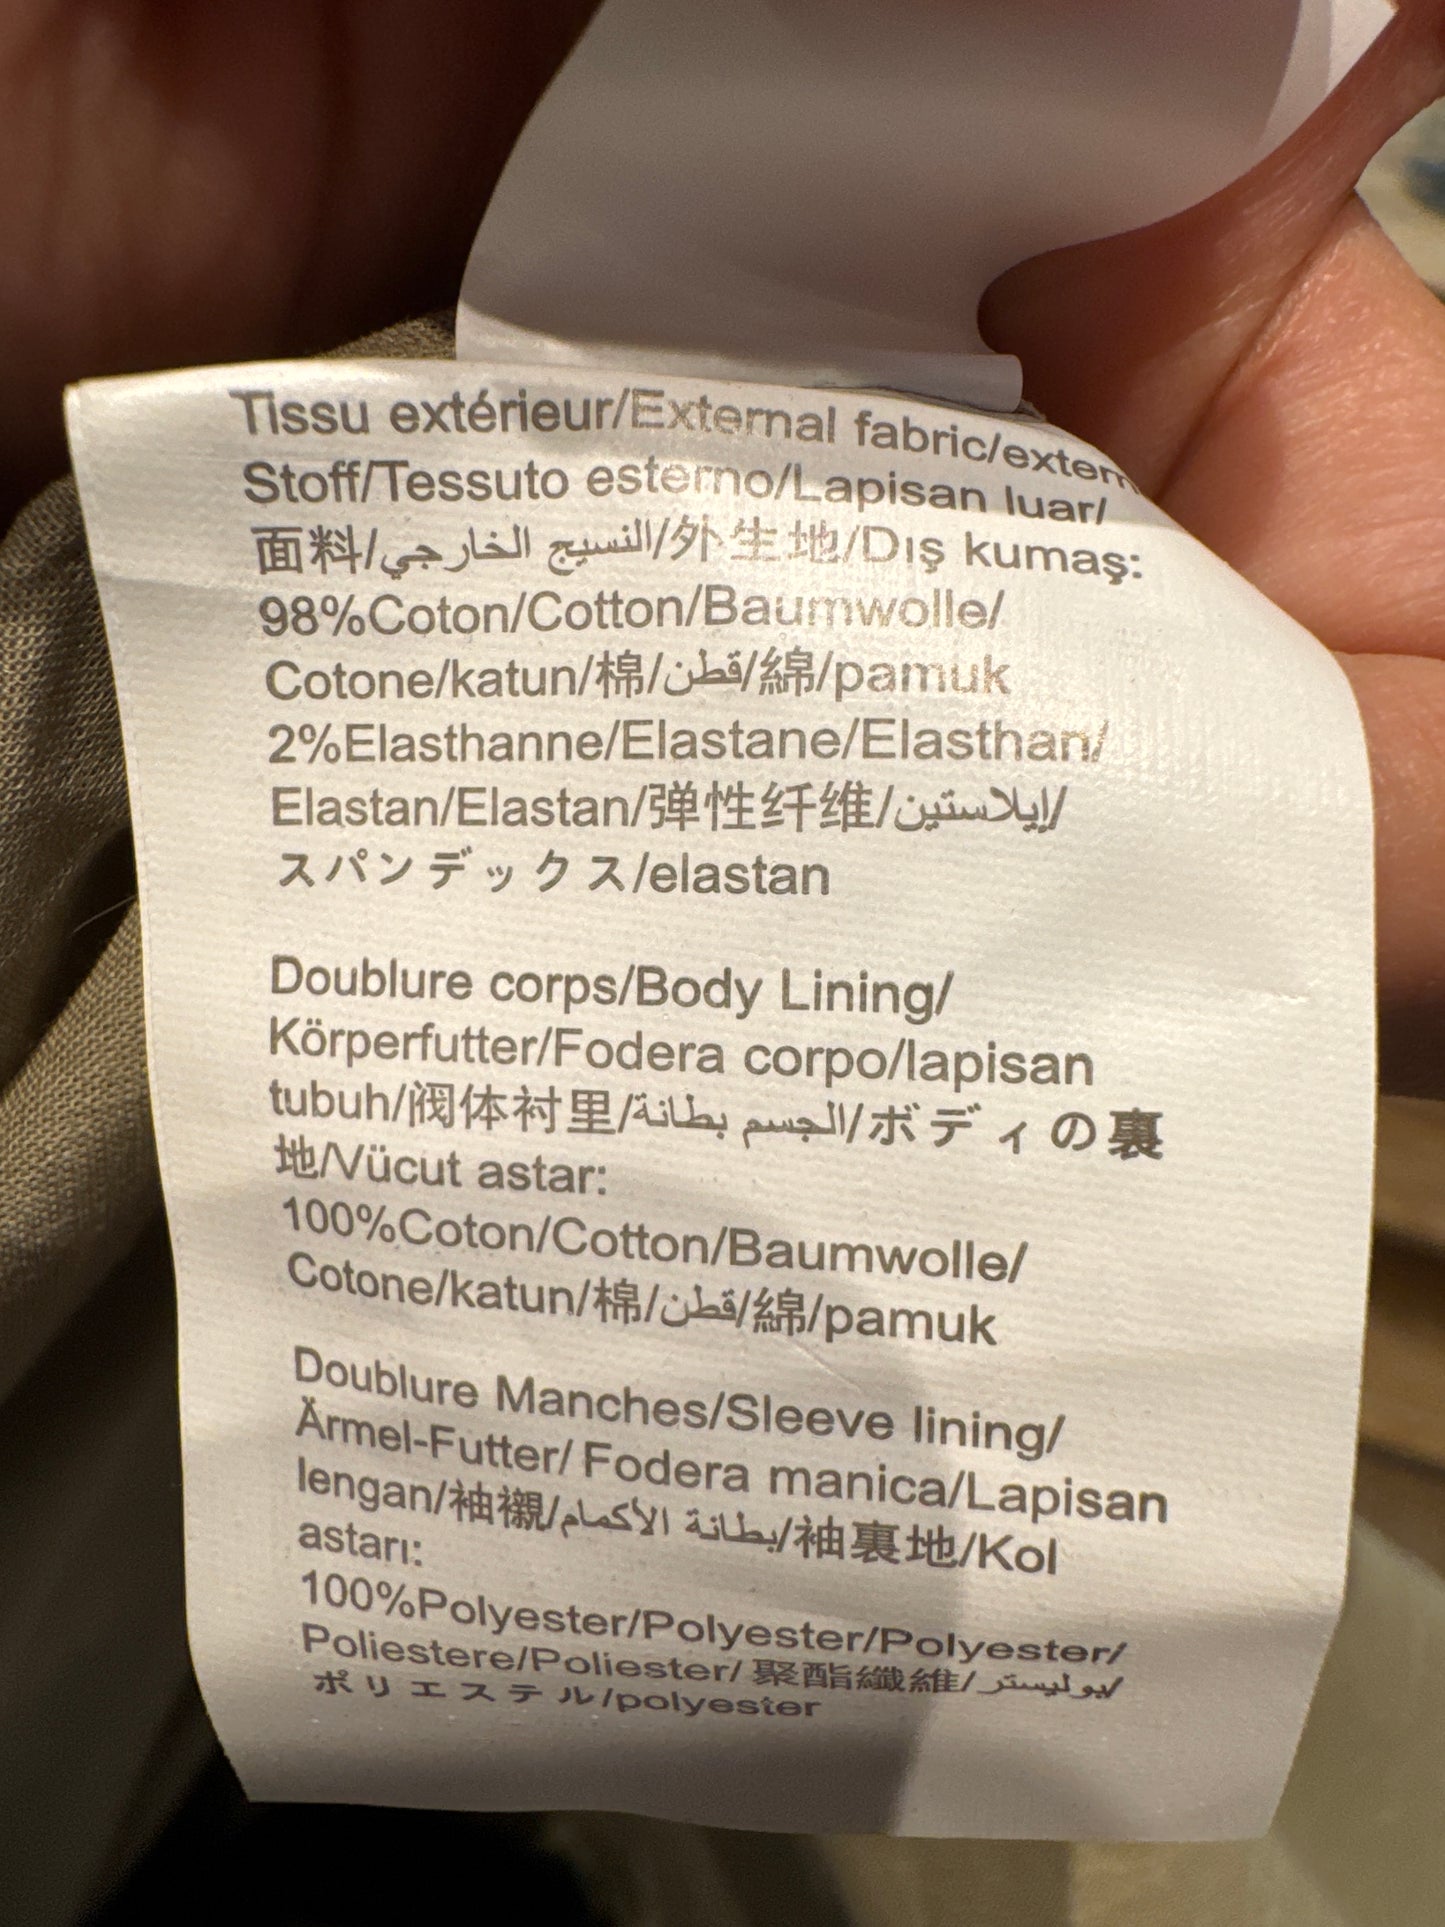 Tissu extérieur/External fabric/extern
Stoff/Tessuto esterno/Lapisan luar/
面料/النسيج الخارجي/外生地/Dış kumaş:
98%Coton/Cotton/Baumwolle/
Cotone/katun/棉/قطن/綿/pamuk
2%Elasthanne/Elastane/Elasthan/
Elastan/Elastan/弹性纤维/إيلاستين/
スパンデックス/elastan
Doublure corps/Body Lining/
Körperfutter/Fodera corpo/lapisan
tubuh/阀体衬里/الجسم بطانة/ボディの裏
地/Vücut astar:
100%Coton/Cotton/Baumwolle/
Cotone/katun/棉/قطن/綿/pamuk
Doublure Manches/Sleeve lining/
Ärmel-Futter/ Fodera manica/Lapisan
lengan/袖襯/بطانة الأكمام/袖裏地/Kol
astarı:
100%Polyester/Polyester/Polyester/
Poliestere/Poliester/ 聚酯纖維/بوليستر/
ポリエステル/polyester